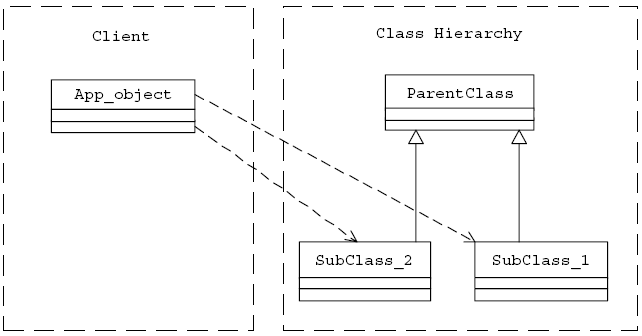 Client
Class Hierarchy
App_object
ParentClass
SubClass_2
SubClass_1